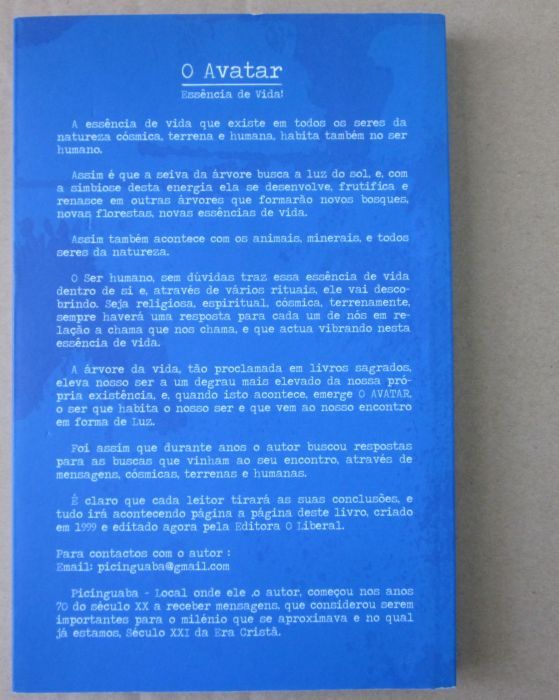 O Avatar
Essência de Vida!
A essência de vida que existe em todos os seres da
natureza cósmica, terrena e humana, habita também no ser
humano.
Assim é que a seiva da árvore busca a luz do sol, e, com
a simbiose desta energia ela se desenvolve, frutifica e
renasce em outras árvores que formarão novos bosques,
novas florestas, novas essências de vida.
Assim também acontece com os animais, minerais, e todos
seres da natureza.
O Ser humano, sem dúvidas traz essa essência de vida
dentro de si e, através de vários rituais, ele vai desco-
brindo. Seja religiosa, espiritual, cósmica, terrenamente,
sempre haverá uma resposta para cada um de nós em re-
lação a chama que nos chama, e que actua vibrando nesta
essência de vida.
A árvore da vida, tão proclamada em livros sagrados,
eleva nosso ser a um degrau mais elevado da nossa pró-
pria existência, e, quando isto acontece, emerge O AVATAR,
o ser que habita o nosso ser e que vem ao nosso encontro
em forma de Luz.
Foi assim que durante anos o autor buscou respostas
para as buscas que vinham ao seu encontro, através de
mensagens, cósmicas, terrenas e humanas.
É claro que cada leitor tirará as suas conclusões, e
tudo irá acontecendo página a página deste livro, criado
em 1999 e editado agora pela Editora O Liberal.
Para contactos com o autor :
Email: picinguaba@gmail.com
Picinguaba - Local onde ele ,o autor, começou nos anos
70 do século XX a receber mensagens, que considerou serem
importantes para o milénio que se aproximava e no qual
já estamos, Século XXI da Era Cristã.